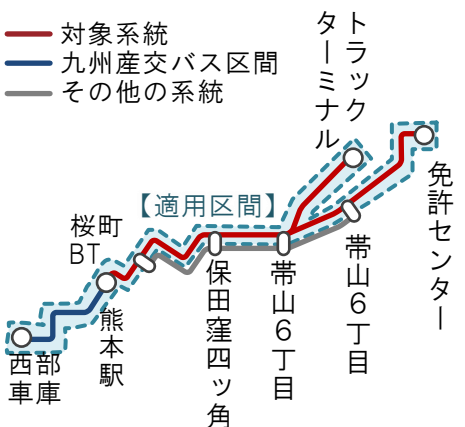 対象系統
九州産交バス区間
その他の系統
トラック
ターミナル
【適用区間】
免許センター
桜町
BT
帯山6丁目
帯山6丁目
保田窪四ッ角
熊本駅
西部
車庫